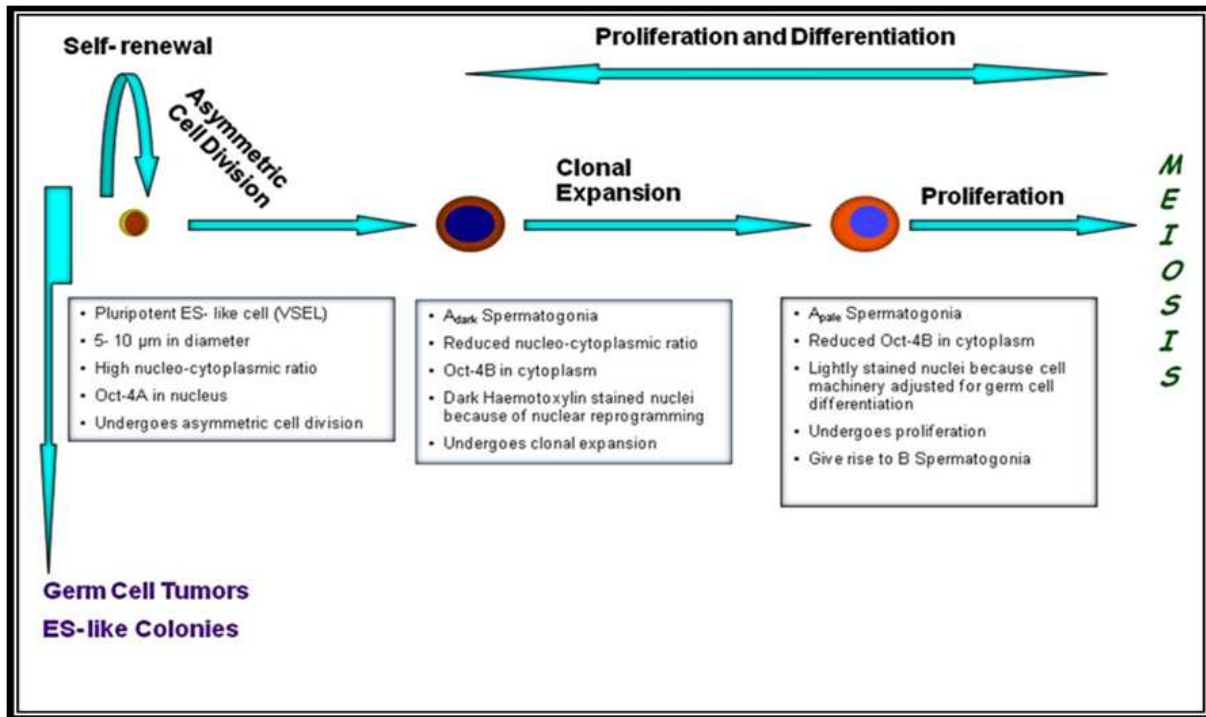 Self- renewal
Proliferation and Differentiation
Asymmetric
Cell Division
Clonal
Expansion
Proliferation
MEIOSIS
• Pluripotent ES- like cell (VSEL)
• 5- 10 µm in diameter
• High nucleo-cytoplasmic ratio
• Oct-4A in nucleus
• Undergoes asymmetric cell division
• Adark Spermatogonia
• Reduced nucleo-cytoplasmic ratio
• Oct-4B in cytoplasm
• Dark Haemotoxylin stained nuclei
because of nuclear reprogramming
• Undergoes clonal expansion
• Apale Spermatogonia
• Reduced Oct-4B in cytoplasm
• Lightly stained nuclei because cell
machinery adjusted for germ cell
differentiation
• Undergoes proliferation
• Give rise to B Spermatogonia
Germ Cell Tumors
ES-like Colonies